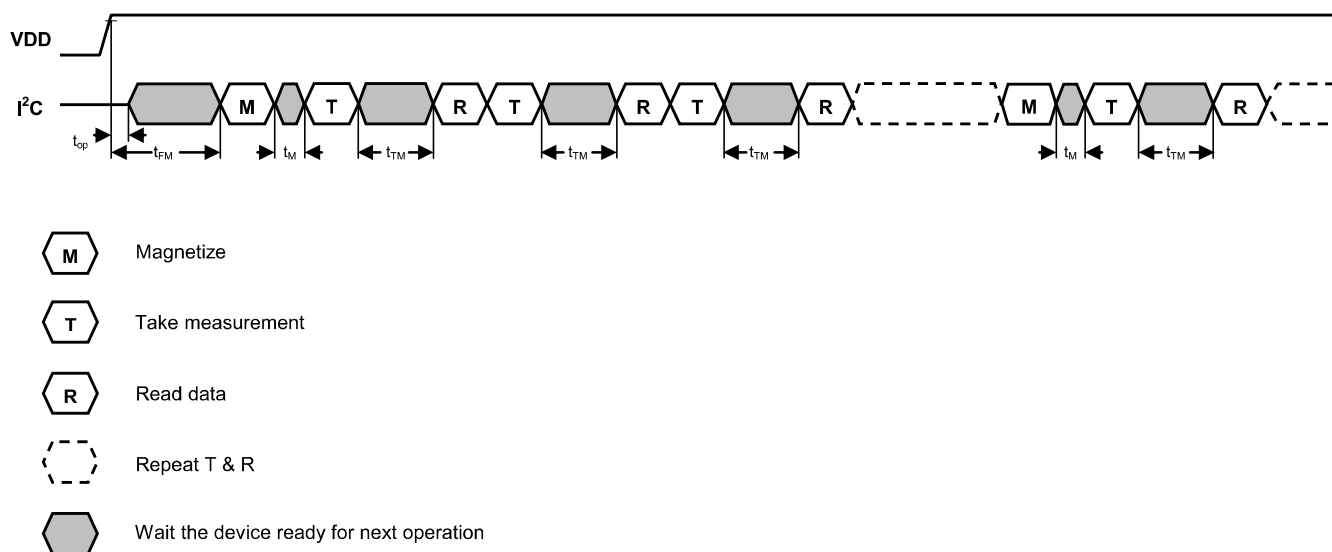 VDD
I²C
M T R T R T R M T R
t_op t_FM t_M t_TM t_TM t_TM t_M t_TM
M Magnetize
T Take measurement
R Read data
Repeat T & R
Wait the device ready for next operation